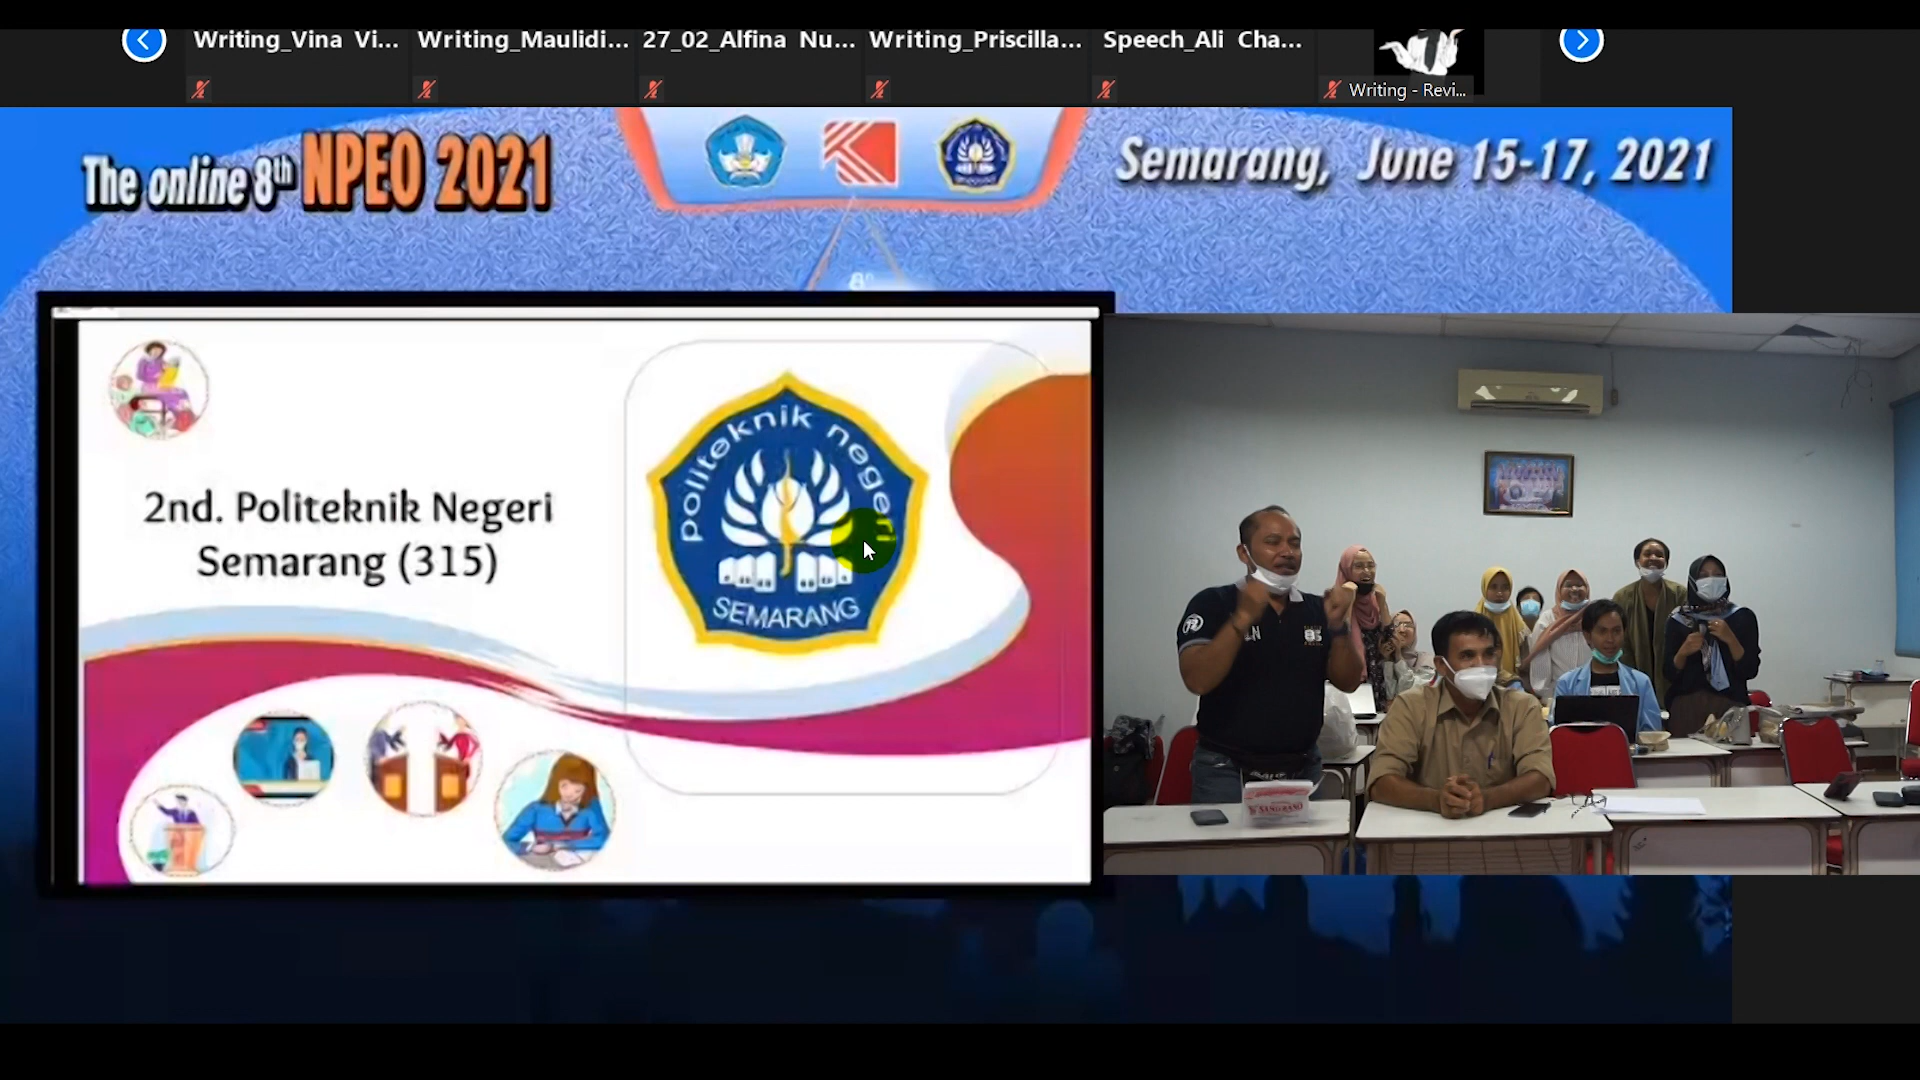 Writing_Vina Vi...
Writing_Maulidi...
27_02_Alfina Nu...
Writing_Priscilla...
Speech_Ali Cha...
Writing - Revi...
The online 8th NPEO 2021
Semarang, June 15-17, 2021
2nd. Politeknik Negeri
Semarang (315)
politeknik negeri
SEMARANG